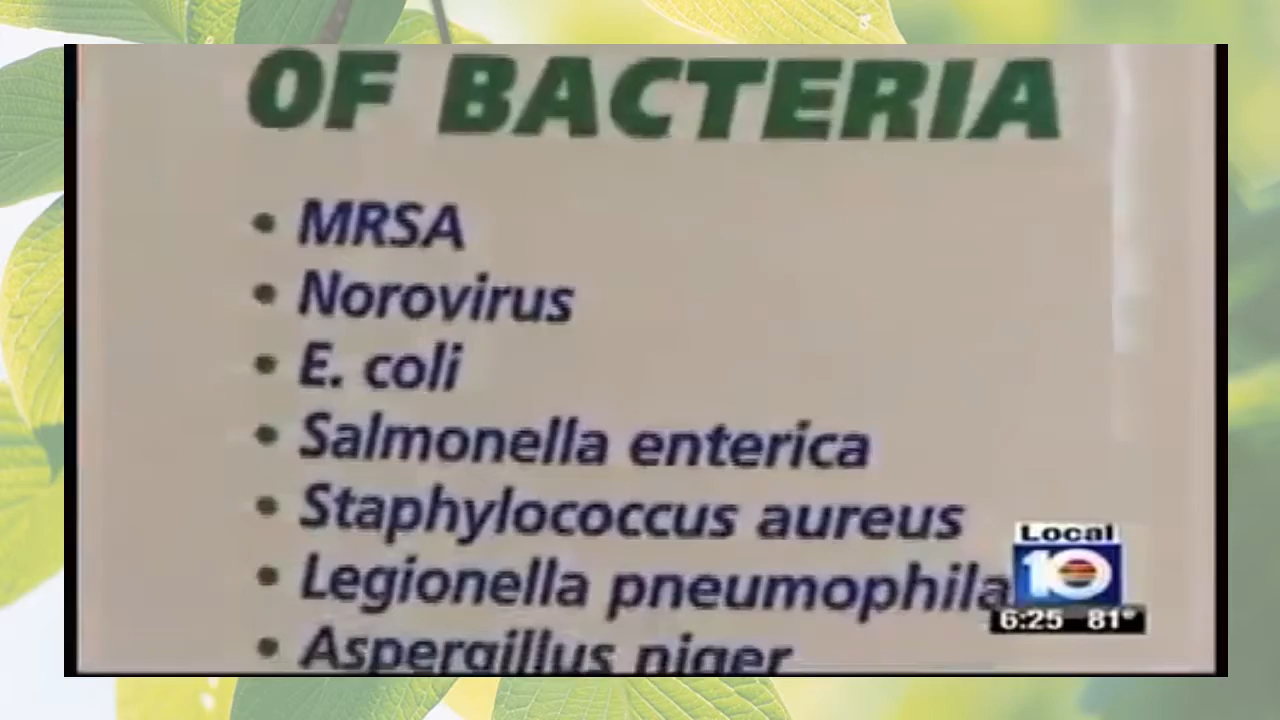 OF BACTERIA
• MRSA
• Norovirus
• E. coli
• Salmonella enterica
• Staphylococcus aureus
• Legionella pneumophila
• Aspergillus niger
Local
10
6:25 81°